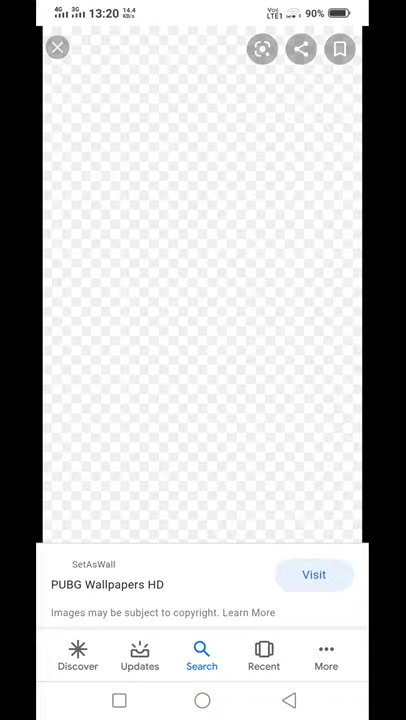 4G 3G 13:20 14.4 KB/s Vo) LTE1 90%
SetAsWall
PUBG Wallpapers HD
Visit
Images may be subject to copyright. Learn More
Discover Updates Search Recent More